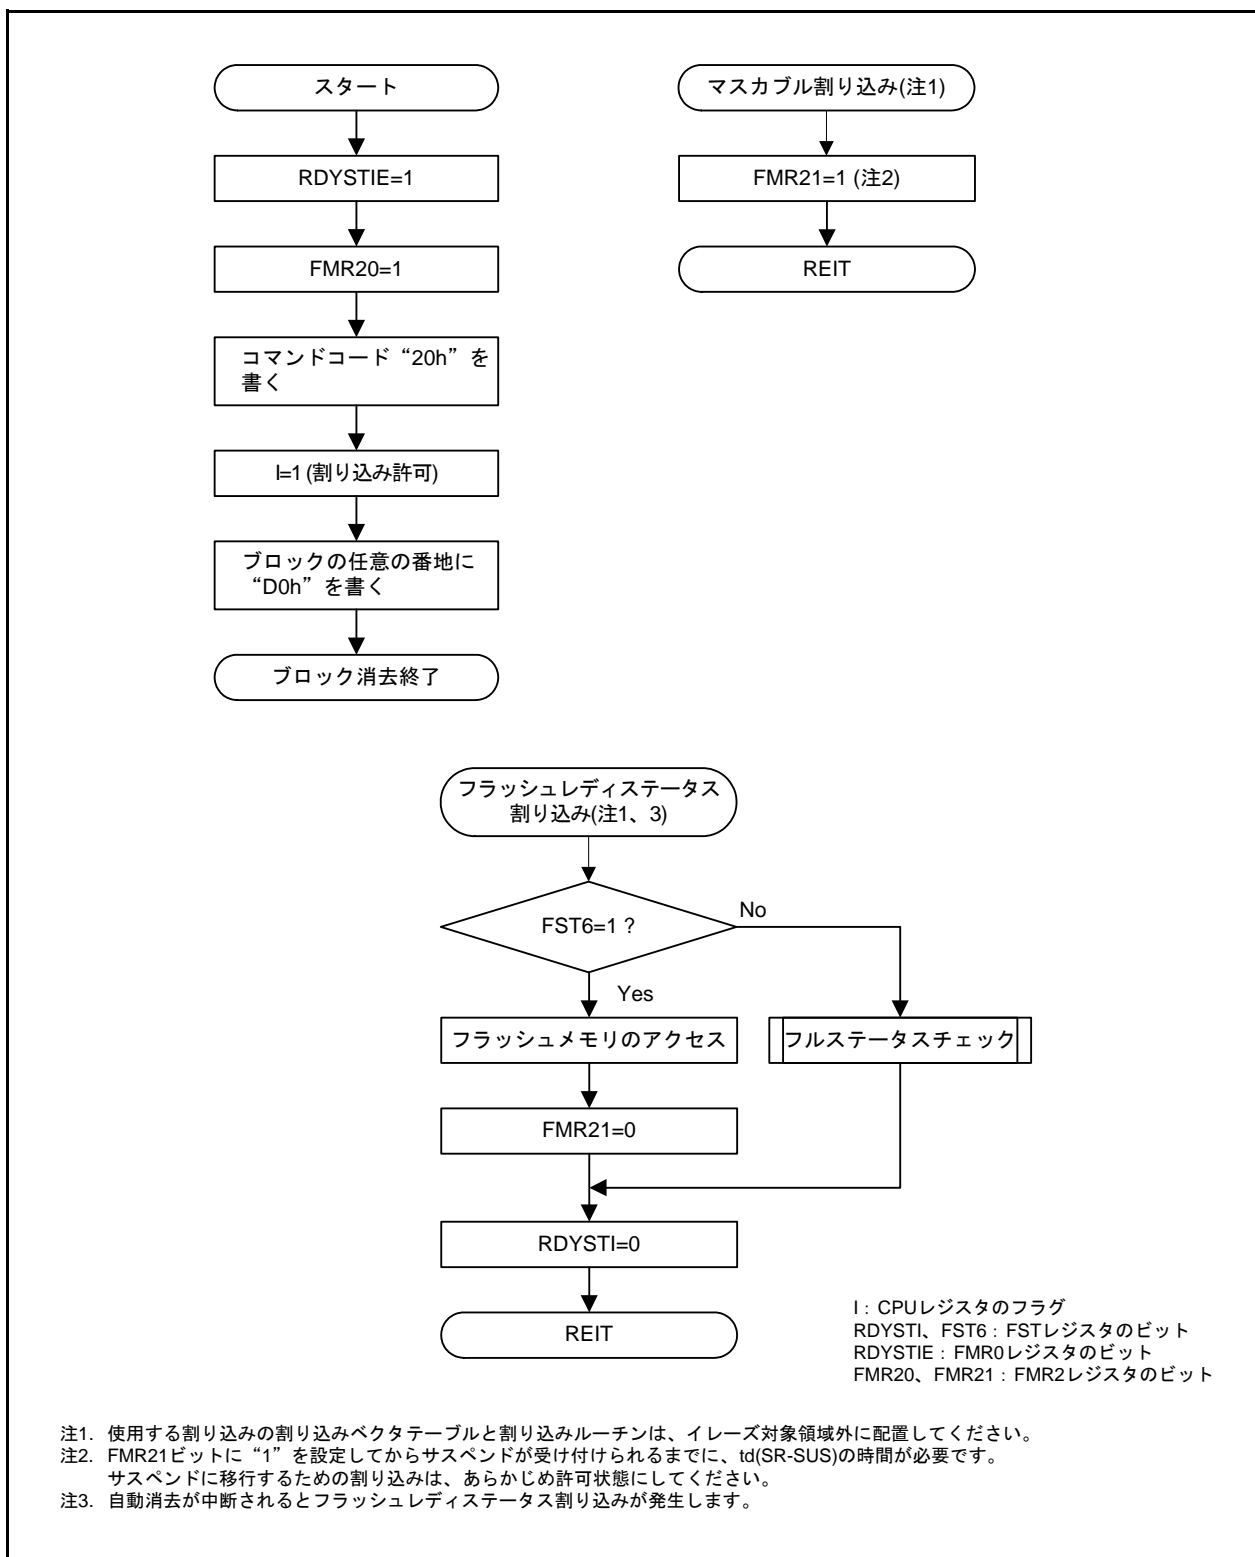 スタート
RDYSTIE=1
FMR20=1
コマンドコード“20h”を
書く
I=1 (割り込み許可)
ブロックの任意の番地に
“D0h”を書く
ブロック消去終了
マスカブル割り込み(注1)
FMR21=1 (注2)
REIT
フラッシュレディステータス
割り込み(注1、3)
FST6=1 ?
No
Yes
フラッシュメモリのアクセス
フルステータスチェック
FMR21=0
RDYSTI=0
REIT
I : CPUレジスタのフラグ
RDYSTI、FST6 : FSTレジスタのビット
RDYSTIE : FMR0レジスタのビット
FMR20、FMR21 : FMR2レジスタのビット
注1. 使用する割り込みの割り込みベクタテーブルと割り込みルーチンは、イレーズ対象領域外に配置してください。
注2. FMR21ビットに“1”を設定してからサスペンドが受け付けられるまでに、td(SR-SUS)の時間が必要です。
サスペンドに移行するための割り込みは、あらかじめ許可状態にしてください。
注3. 自動消去が中断されるとフラッシュレディステータス割り込みが発生します。